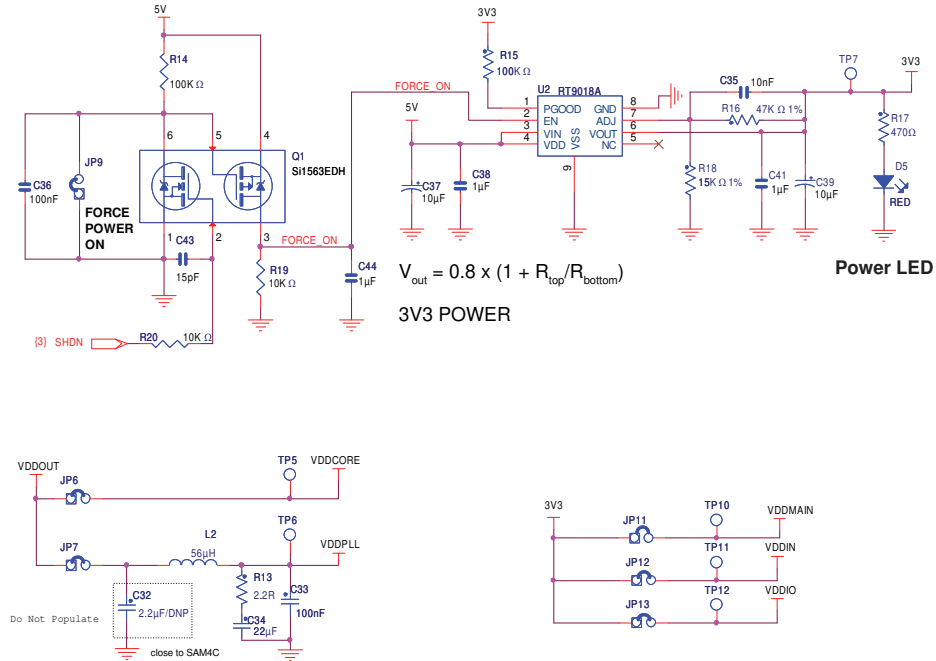 5V
R14
100K Ω
6
5
4
Q1
Si1563EDH
C36
100nF
JP9
FORCE
POWER
ON
1
C43
2
3
15pF
FORCE_ON
R19
10K Ω
C44
1µF
{3} SHDN
R20
10K Ω
3V3
R15
100K Ω
FORCE_ON
5V
U2 RT9018A
1 PGOOD GND 8
2 EN ADJ 7
3 VIN VOUT 6
4 VDD NC 5
VSS
9
C37
10µF
C38
1µF
C35
10nF
R16 47K Ω 1%
R18
15K Ω 1%
C41
1µF
C39
10µF
TP7
3V3
R17
470Ω
D5
RED
Power LED
Vout = 0.8 x (1 + Rtop/Rbottom)
3V3 POWER
VDDOUT
JP6
TP5
VDDCORE
JP7
L2
56µH
TP6
VDDPLL
R13
2.2R
C33
100nF
C32
2.2µF/DNP
C34
22µF
Do Not Populate
close to SAM4C
3V3
JP11
TP10
VDDMAIN
JP12
TP11
VDDIN
JP13
TP12
VDDIO